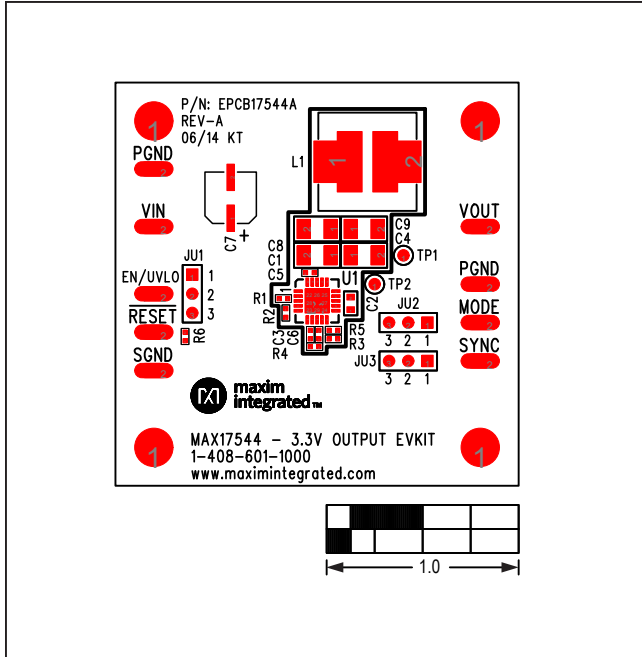 P/N: EPCB17544A
REV-A
06/14 KT
1
1
PGND
2
L1
1
2
VIN
2
1
2
C7
+
VOUT
2
C9
C8
C4
C1
TP1
JU1
C5
U1
PGND
2
EN/UVLO
2
1
2
3
R1
1
TP2
C2
R2
JU2
3 2 1
MODE
2
RESET
2
R6
C3
C6
R5
R3
R4
SGND
2
JU3
3 2 1
SYNC
2
maxim
integrated™
MAX17544 – 3.3V OUTPUT EVKIT
1-408-601-1000
www.maximintegrated.com
1
1
1.0